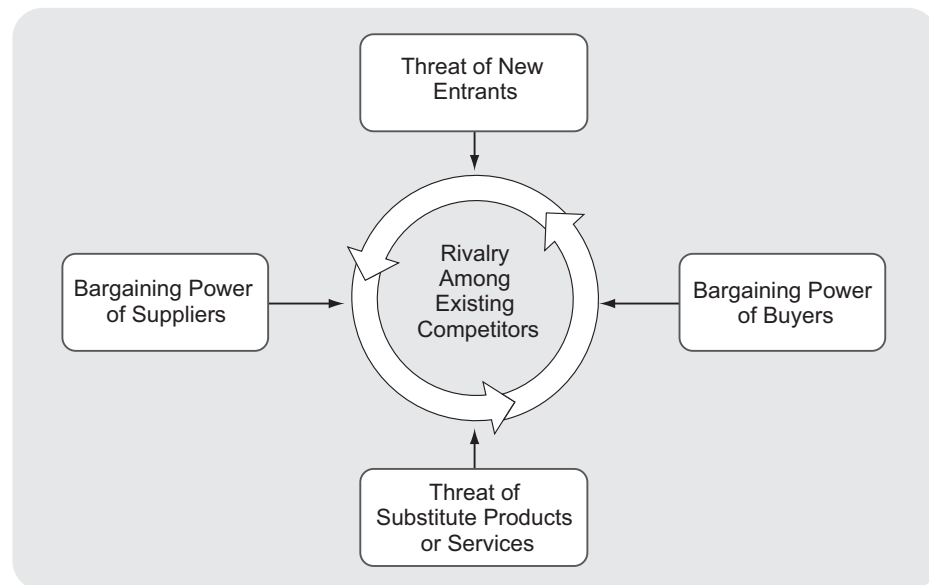 Threat of New
Entrants
Rivalry
Among
Existing
Competitors
Bargaining Power
of Suppliers
Bargaining Power
of Buyers
Threat of
Substitute Products
or Services